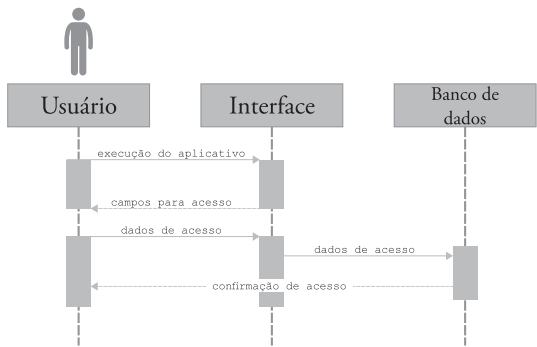 Usuário
Interface
Banco de
dados
execução do aplicativo
campos para acesso
dados de acesso
dados de acesso
confirmação de acesso